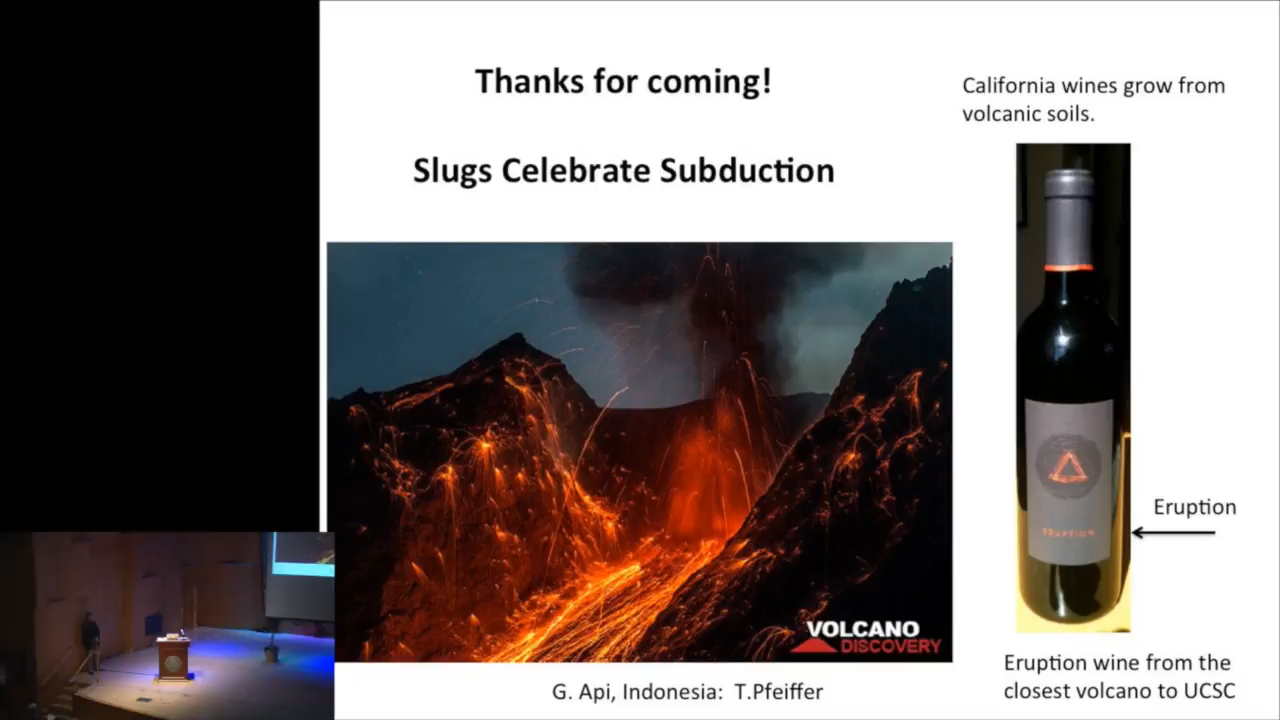 Thanks for coming!
Slugs Celebrate Subduction
California wines grow from
volcanic soils.
ERUPTION
Eruption
VOLCANO
DISCOVERY
G. Api, Indonesia: T.Pfeiffer
Eruption wine from the
closest volcano to UCSC